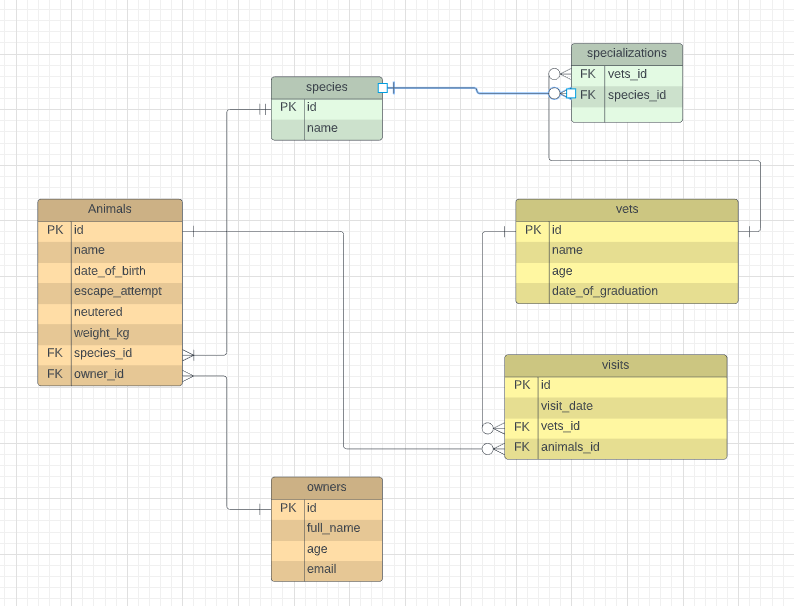 specializations
FK vets_id
FK species_id
species
PK id
name
Animals
PK id
name
date_of_birth
escape_attempt
neutered
weight_kg
FK species_id
FK owner_id
vets
PK id
name
age
date_of_graduation
visits
PK id
visit_date
FK vets_id
FK animals_id
owners
PK id
full_name
age
email